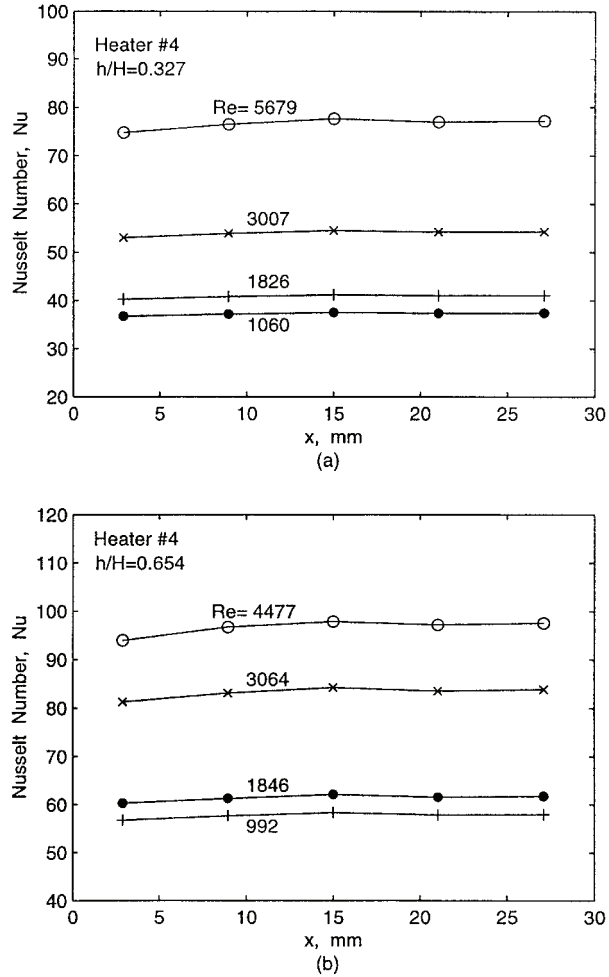 100
Heater #4
h/H=0.327
90
80
Re= 5679
70
60
3007
50
1826
40
1060
30
20
0 5 10 15 20 25 30
x, mm
(a)
Nusselt Number, Nu
120
Heater #4
h/H=0.654
110
100
Re= 4477
90
3064
80
70
1846
60
992
50
40
0 5 10 15 20 25 30
x, mm
(b)
Nusselt Number, Nu